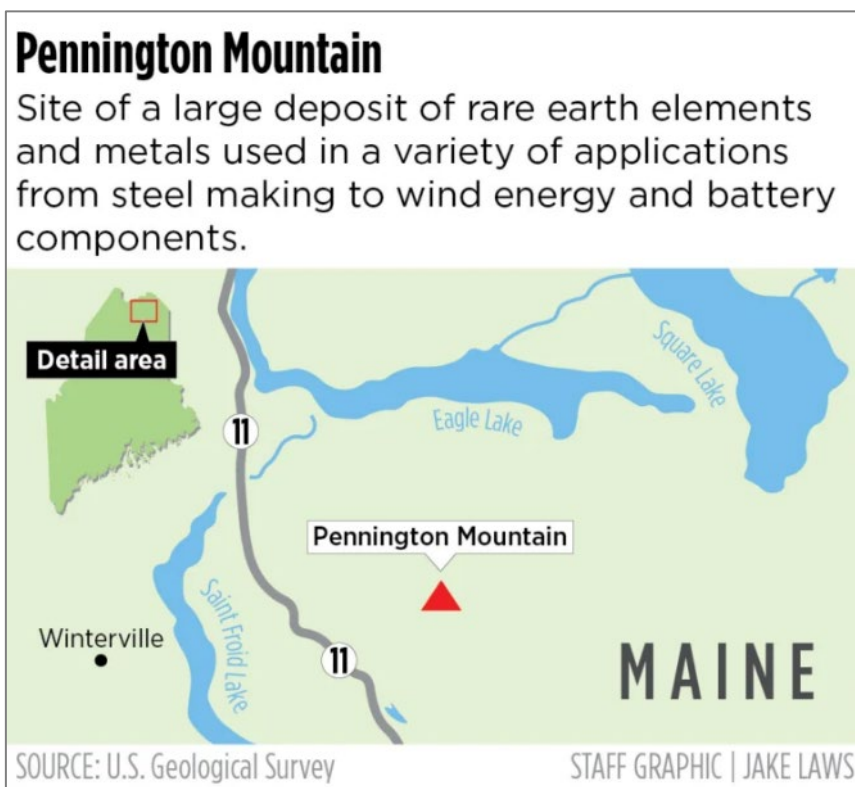 Pennington Mountain
Site of a large deposit of rare earth elements
and metals used in a variety of applications
from steel making to wind energy and battery
components.
Detail area
11
Eagle Lake
Square Lake
Pennington Mountain
Saint Froid Lake
Winterville
11
MAINE
SOURCE: U.S. Geological Survey
STAFF GRAPHIC | JAKE LAWS